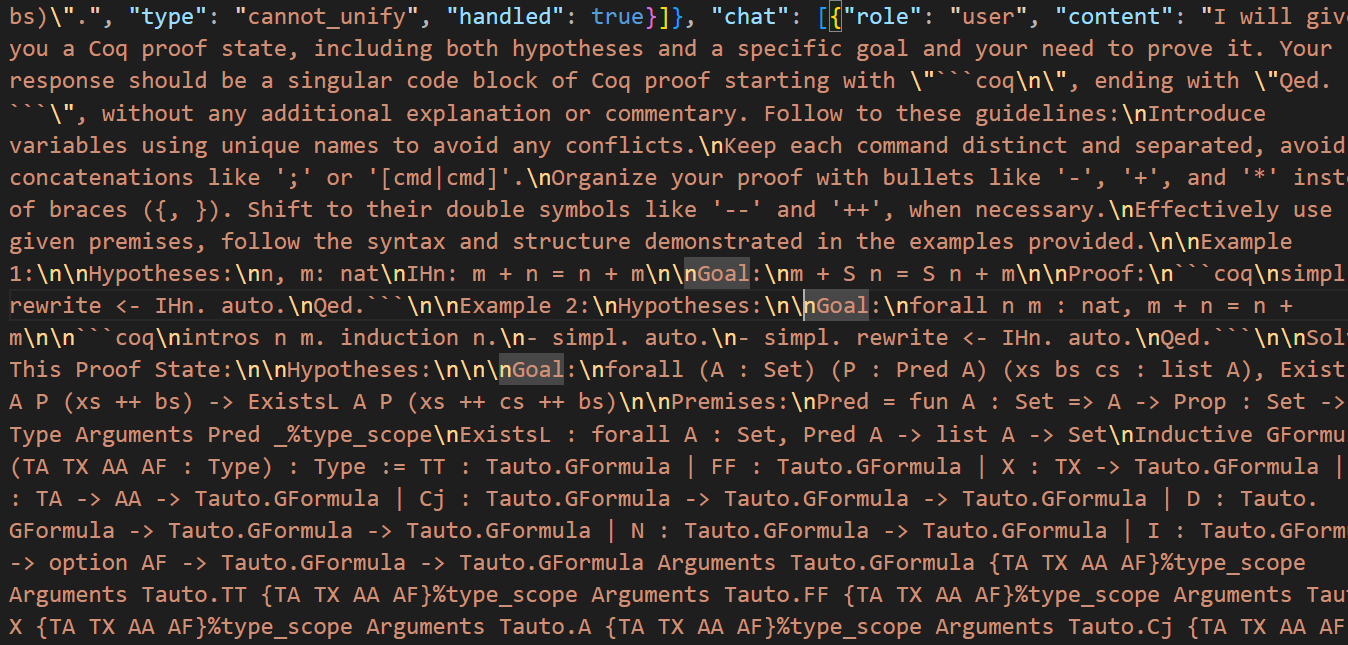 bs)\".", "type": "cannot_unify", "handled": true}]}, "chat": [{"role": "user", "content": "I will give
you a Coq proof state, including both hypotheses and a specific goal and your need to prove it. Your
response should be a singular code block of Coq proof starting with \"```coq\n\", ending with \"Qed.
```\", without any additional explanation or commentary. Follow to these guidelines:\nIntroduce
variables using unique names to avoid any conflicts.\nKeep each command distinct and separated, avoid
concatenations like ';' or '[cmd|cmd]'.\nOrganize your proof with bullets like '-', '+', and '*' inst
of braces ({, }). Shift to their double symbols like '--' and '++', when necessary.\nEffectively use
given premises, follow the syntax and structure demonstrated in the examples provided.\n\nExample
1:\n\nHypotheses:\nn, m: nat\nIHn: m + n = n + m\n\nGoal:\nm + S n = S n + m\n\nProof:\n```coq\nsimpl
rewrite <- IHn. auto.\nQed.```\n\nExample 2:\nHypotheses:\n\nGoal:\nforall n m : nat, m + n = n +
m\n\n```coq\nintros n m. induction n.\n- simpl. auto.\n- simpl. rewrite <- IHn. auto.\nQed.```\n\nSol
This Proof State:\n\nHypotheses:\n\n\nGoal:\nforall (A : Set) (P : Pred A) (xs bs cs : list A), Exist
A P (xs ++ bs) -> ExistsL A P (xs ++ cs ++ bs)\n\nPremises:\nPred = fun A : Set => A -> Prop : Set ->
Type Arguments Pred _%type_scope\nExistsL : forall A : Set, Pred A -> list A -> Set\nInductive GFormu
(TA TX AA AF : Type) : Type := TT : Tauto.GFormula | FF : Tauto.GFormula | X : TX -> Tauto.GFormula |
: TA -> AA -> Tauto.GFormula | Cj : Tauto.GFormula -> Tauto.GFormula -> Tauto.GFormula | D : Tauto.
GFormula -> Tauto.GFormula -> Tauto.GFormula | N : Tauto.GFormula -> Tauto.GFormula | I : Tauto.GForm
-> option AF -> Tauto.GFormula -> Tauto.GFormula Arguments Tauto.GFormula {TA TX AA AF}%type_scope
Arguments Tauto.TT {TA TX AA AF}%type_scope Arguments Tauto.FF {TA TX AA AF}%type_scope Arguments Tau
X {TA TX AA AF}%type_scope Arguments Tauto.A {TA TX AA AF}%type_scope Arguments Tauto.Cj {TA TX AA AF